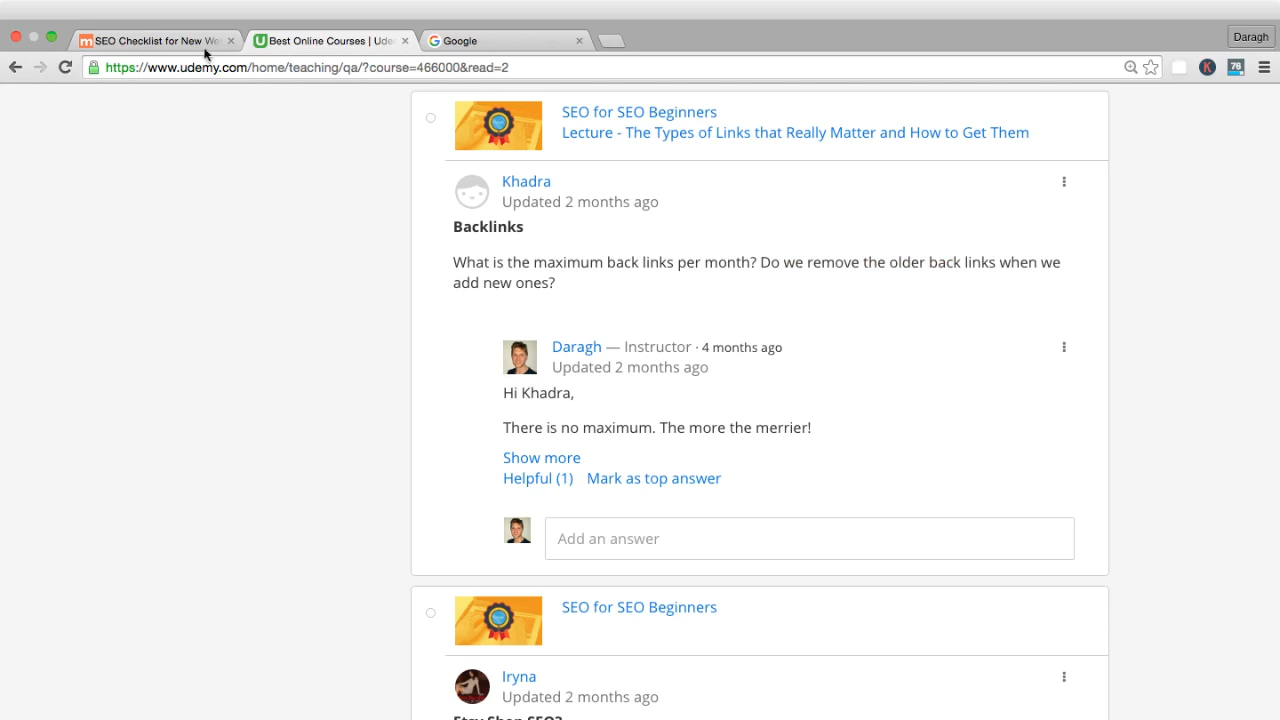 SEO Checklist for New We
Best Online Courses | Ude
Google
Daragh
https://www.udemy.com/home/teaching/qa/?course=466000&read=2
K
76
SEO for SEO Beginners
Lecture - The Types of Links that Really Matter and How to Get Them
Khadra
Updated 2 months ago
Backlinks
What is the maximum back links per month? Do we remove the older back links when we
add new ones?
Daragh — Instructor · 4 months ago
Updated 2 months ago
Hi Khadra,
There is no maximum. The more the merrier!
Show more
Helpful (1) Mark as top answer
Add an answer
SEO for SEO Beginners
Iryna
Updated 2 months ago
Etsy Shop SEO?